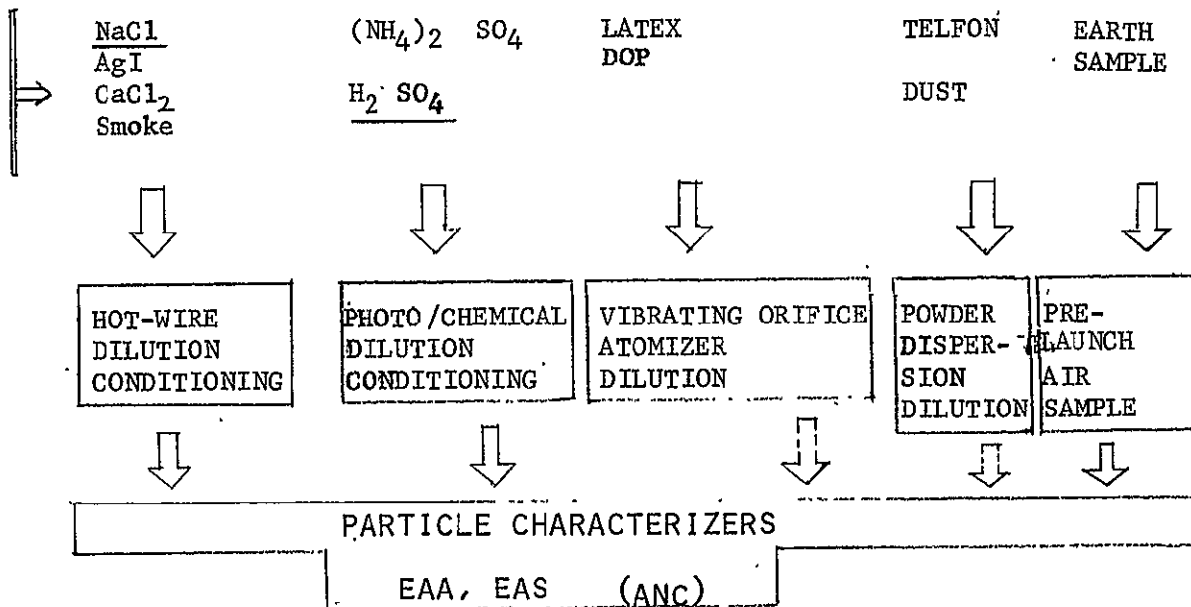 NaCl
AgI
CaCl2
Smoke
(NH4)2 SO4
H2 SO4
LATEX
DOP
TELFON
DUST
EARTH
SAMPLE
HOT-WIRE
DILUTION
CONDITIONING
PHOTO/CHEMICAL
DILUTION
CONDITIONING
VIBRATING ORIFICE
ATOMIZER
DILUTION
POWDER
DISPER-
SION
DILUTION
PRE-
LAUNCH
AIR
SAMPLE
PARTICLE CHARACTERIZERS
EAA, EAS (ANC)